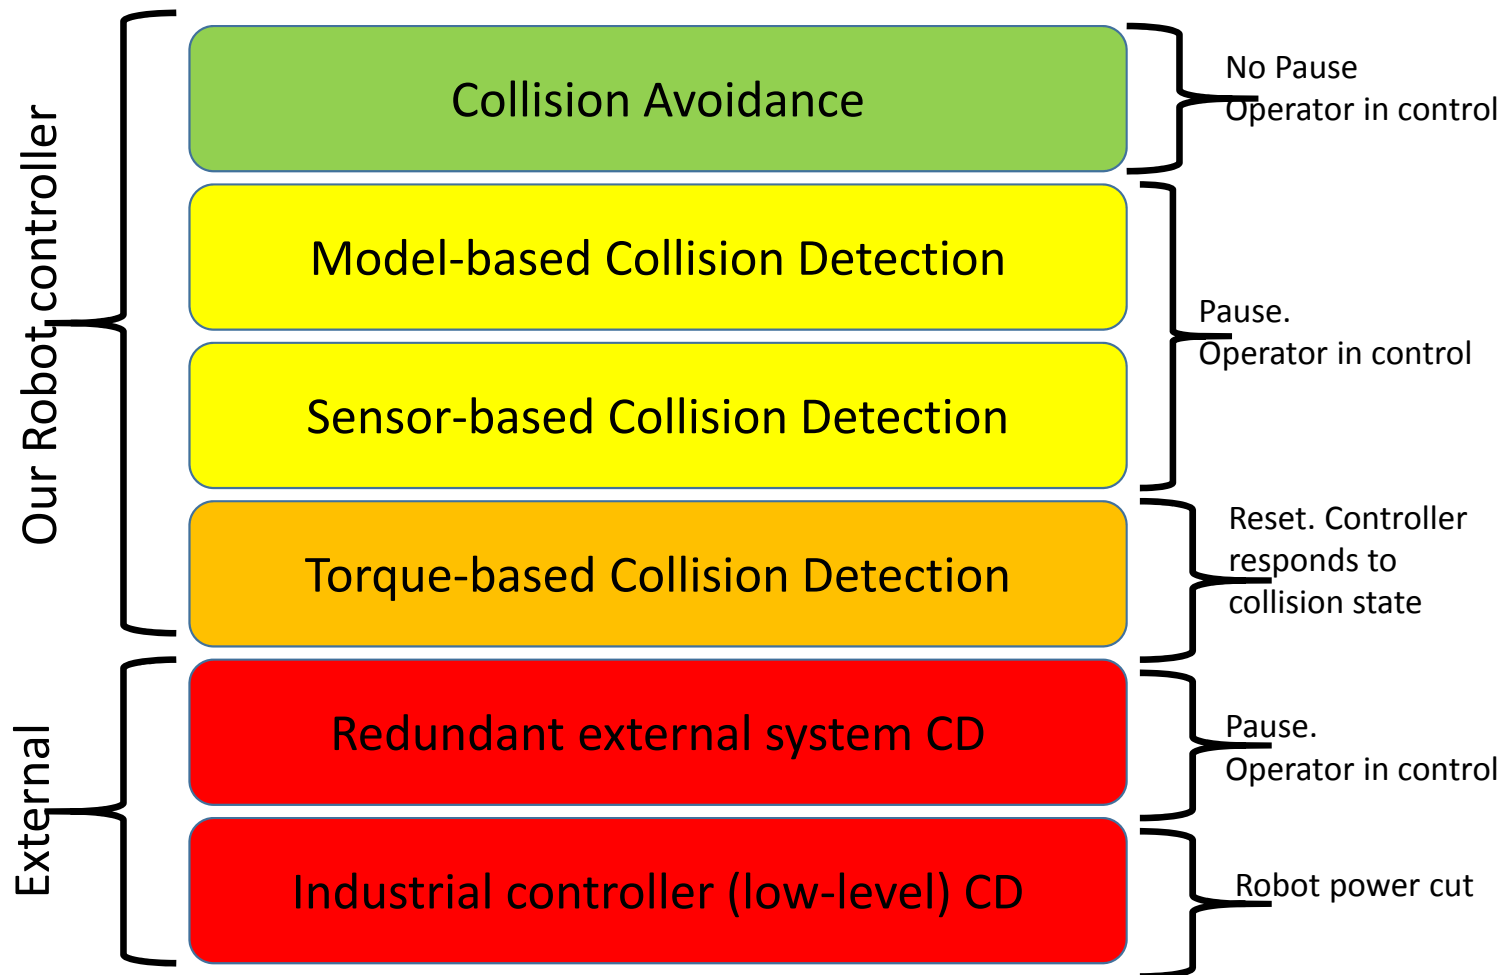 Our Robot controller
Collision Avoidance
No Pause
Operator in control
Model-based Collision Detection
Sensor-based Collision Detection
Pause.
Operator in control
Torque-based Collision Detection
Reset. Controller
responds to
collision state
External
Redundant external system CD
Pause.
Operator in control
Industrial controller (low-level) CD
Robot power cut